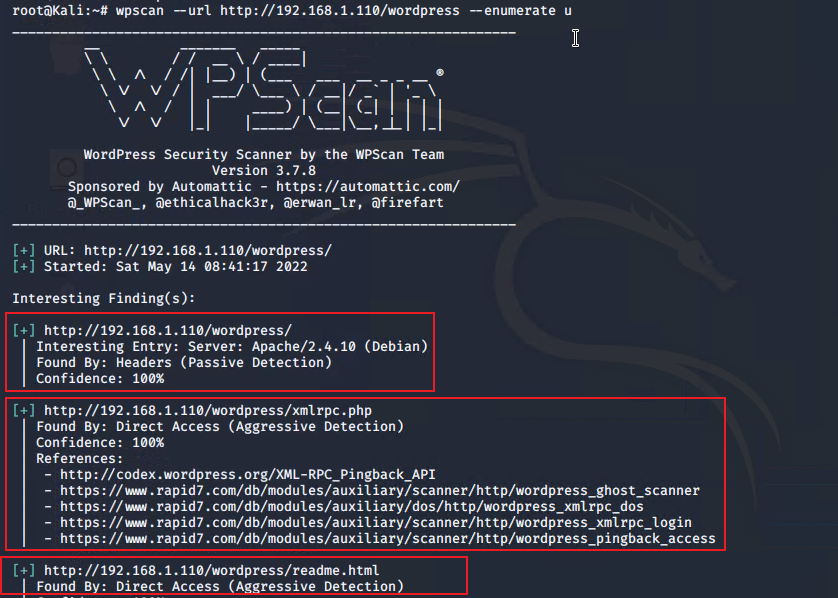 root@Kali:~# wpscan --url http://192.168.1.110/wordpress --enumerate u
WPScan ®
WordPress Security Scanner by the WPScan Team
Version 3.7.8
Sponsored by Automattic - https://automattic.com/
@_WPScan_, @ethicalhack3r, @erwan_lr, @firefart
[+] URL: http://192.168.1.110/wordpress/
[+] Started: Sat May 14 08:41:17 2022
Interesting Finding(s):
[+] http://192.168.1.110/wordpress/
| Interesting Entry: Server: Apache/2.4.10 (Debian)
| Found By: Headers (Passive Detection)
| Confidence: 100%
[+] http://192.168.1.110/wordpress/xmlrpc.php
| Found By: Direct Access (Aggressive Detection)
| Confidence: 100%
| References:
|  - http://codex.wordpress.org/XML-RPC_Pingback_API
|  - https://www.rapid7.com/db/modules/auxiliary/scanner/http/wordpress_ghost_scanner
|  - https://www.rapid7.com/db/modules/auxiliary/dos/http/wordpress_xmlrpc_dos
|  - https://www.rapid7.com/db/modules/auxiliary/scanner/http/wordpress_xmlrpc_login
|  - https://www.rapid7.com/db/modules/auxiliary/scanner/http/wordpress_pingback_access
[+] http://192.168.1.110/wordpress/readme.html
| Found By: Direct Access (Aggressive Detection)